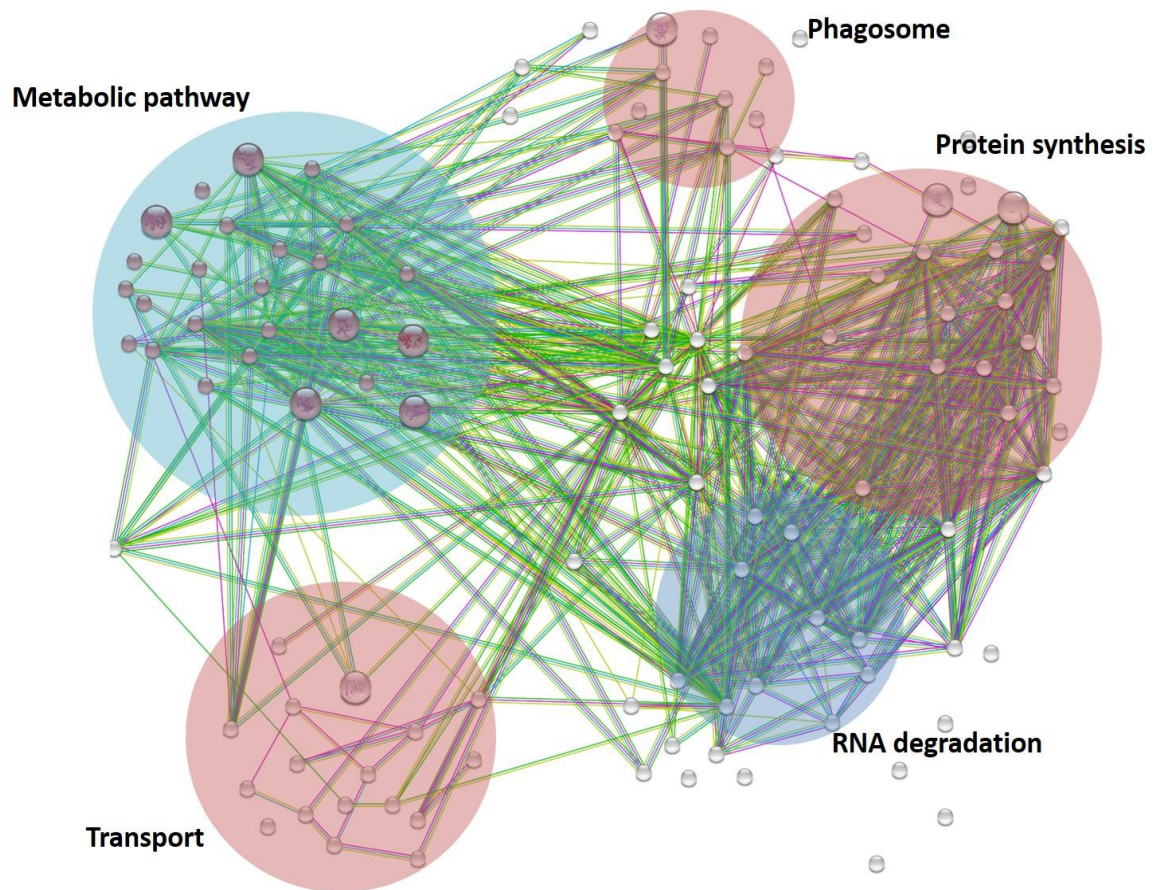 Phagosome
Metabolic pathway
Protein synthesis
RNA degradation
Transport